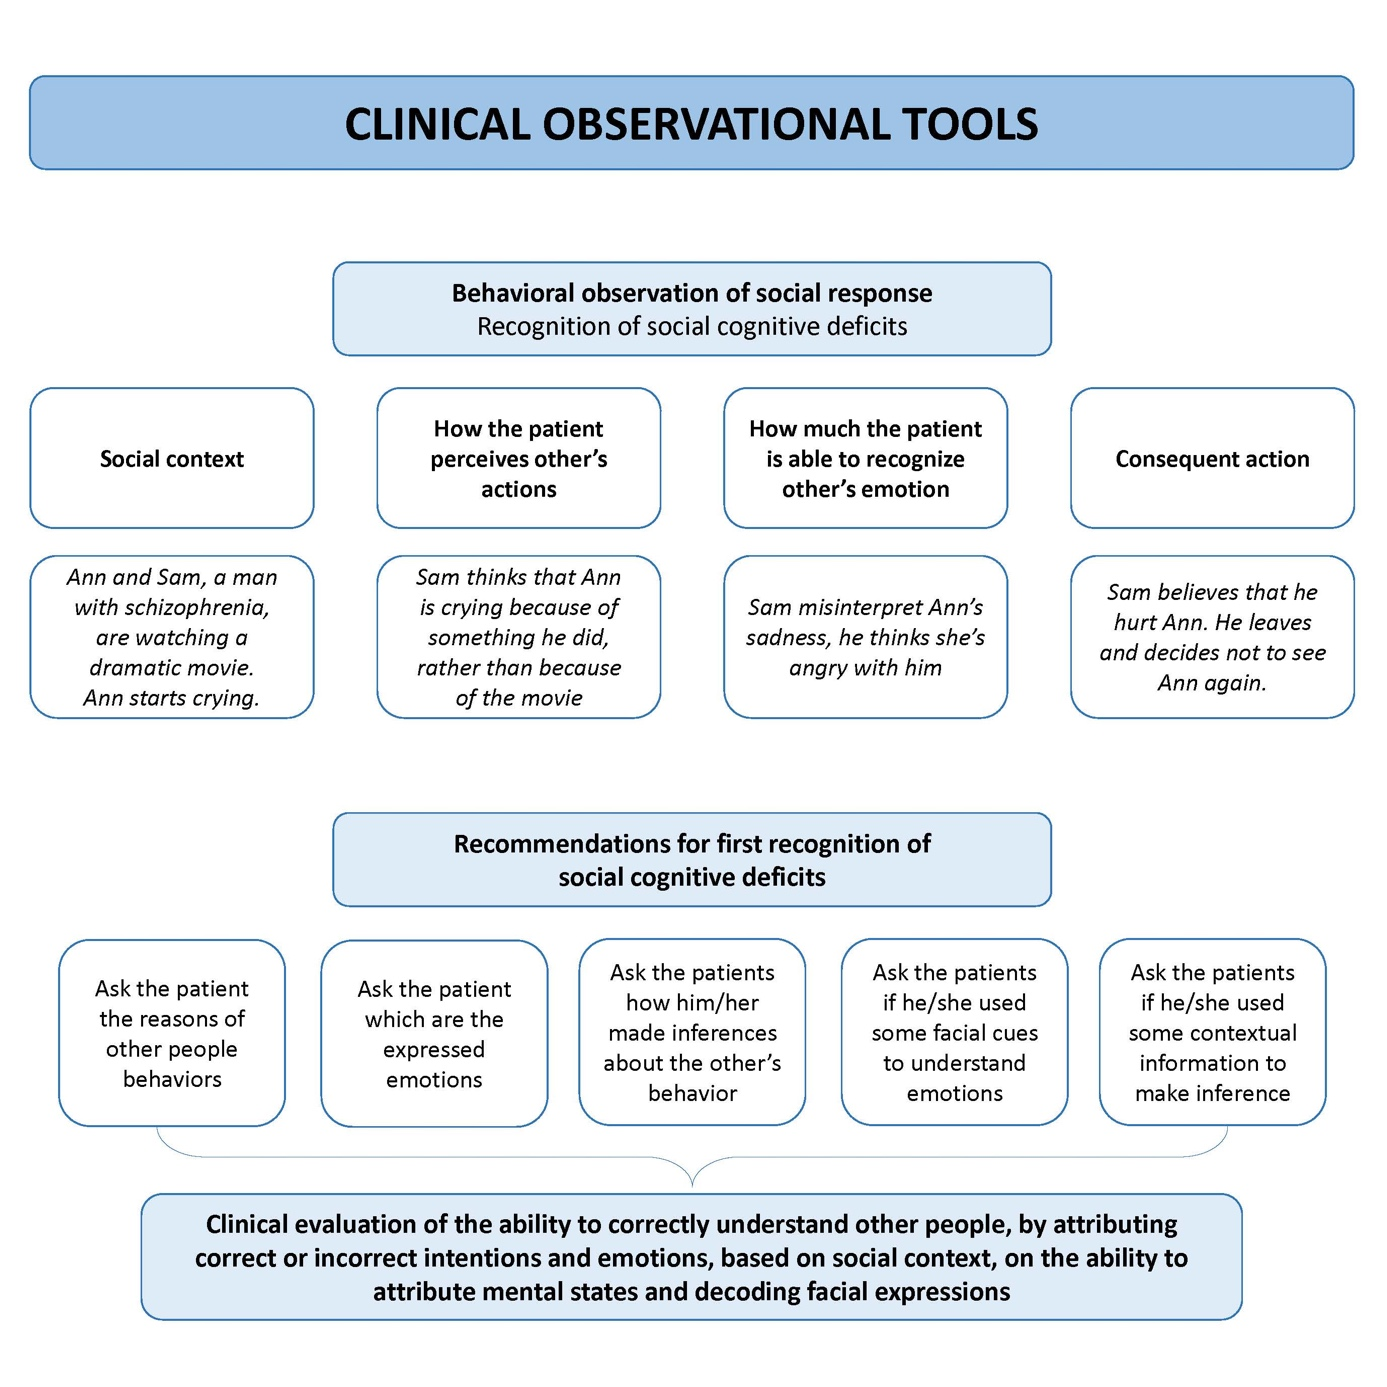 CLINICAL OBSERVATIONAL TOOLS
Behavioral observation of social response
Recognition of social cognitive deficits
Social context
How the patient
perceives other’s
actions
How much the patient
is able to recognize
other’s emotion
Consequent action
Ann and Sam, a man
with schizophrenia,
are watching a
dramatic movie.
Ann starts crying.
Sam thinks that Ann
is crying because of
something he did,
rather than because
of the movie
Sam misinterpret Ann’s
sadness, he thinks she’s
angry with him
Sam believes that he
hurt Ann. He leaves
and decides not to see
Ann again.
Recommendations for first recognition of
social cognitive deficits
Ask the patient
the reasons of
other people
behaviors
Ask the patient
which are the
expressed
emotions
Ask the patients
how him/her
made inferences
about the other’s
behavior
Ask the patients
if he/she used
some facial cues
to understand
emotions
Ask the patients
if he/she used
some contextual
information to
make inference
Clinical evaluation of the ability to correctly understand other people, by attributing
correct or incorrect intentions and emotions, based on social context, on the ability to
attribute mental states and decoding facial expressions